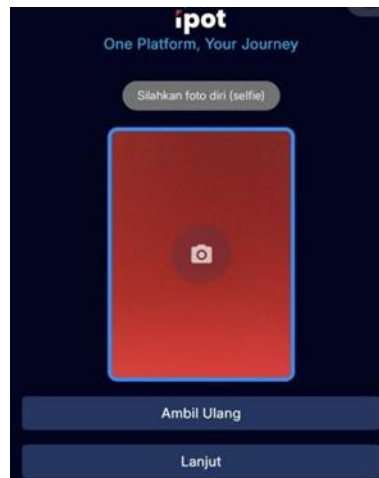 ipot
One Platform, Your Journey
Silahkan foto diri (selfie)
Ambil Ulang
Lanjut